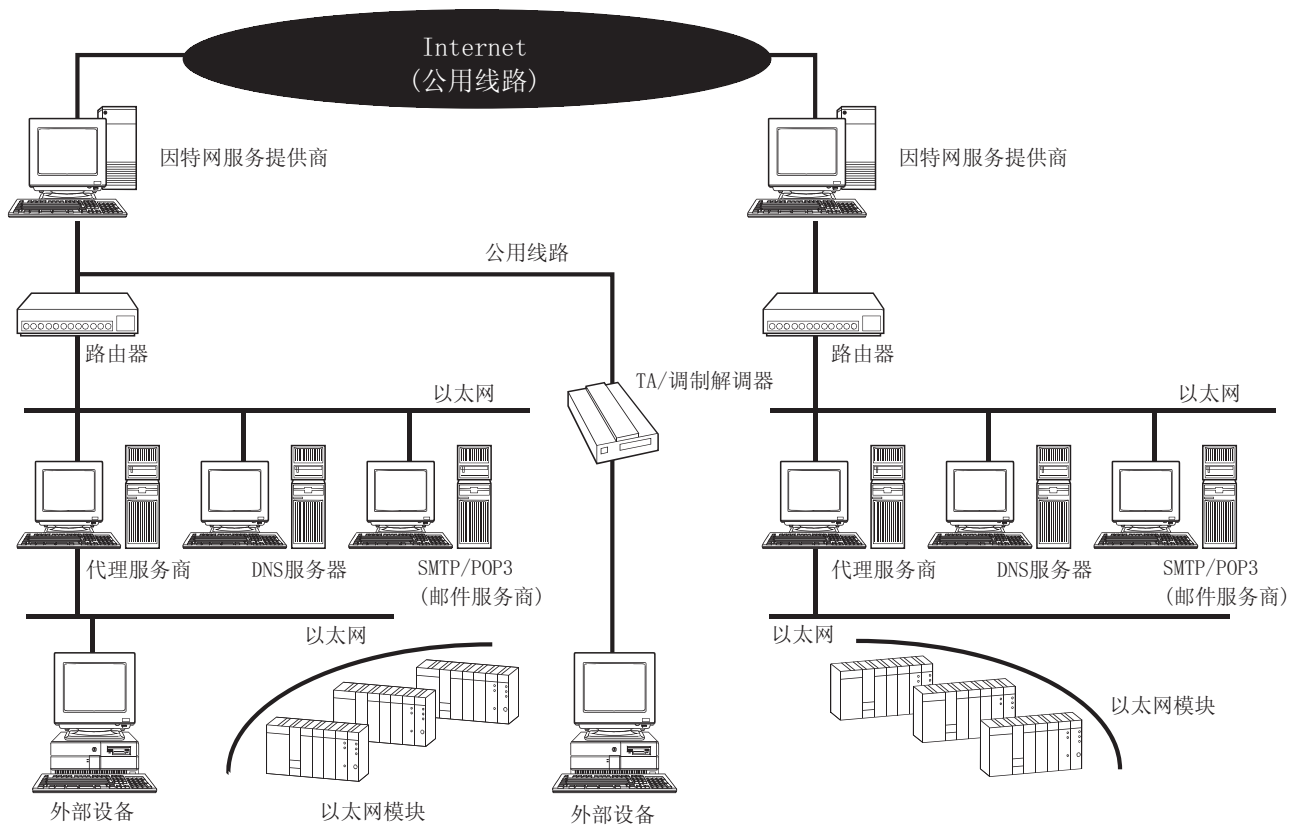 Internet
(公用线路)
因特网服务提供商
因特网服务提供商
公用线路
路由器
路由器
TA/调制解调器
以太网
以太网
代理服务商
DNS服务器
SMTP/POP3
(邮件服务商)
代理服务商
DNS服务器
SMTP/POP3
(邮件服务商)
以太网
以太网
以太网模块
外部设备
以太网模块
外部设备